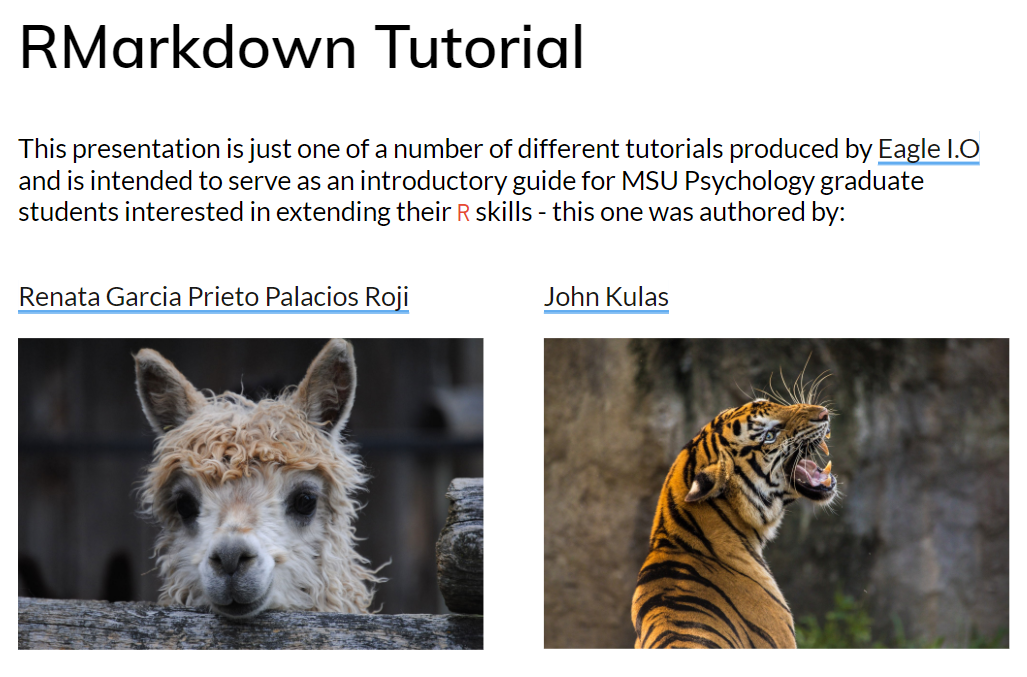 RMarkdown Tutorial
This presentation is just one of a number of different tutorials produced by Eagle I.O
and is intended to serve as an introductory guide for MSU Psychology graduate
students interested in extending their R skills - this one was authored by:
Renata Garcia Prieto Palacios Roji
John Kulas